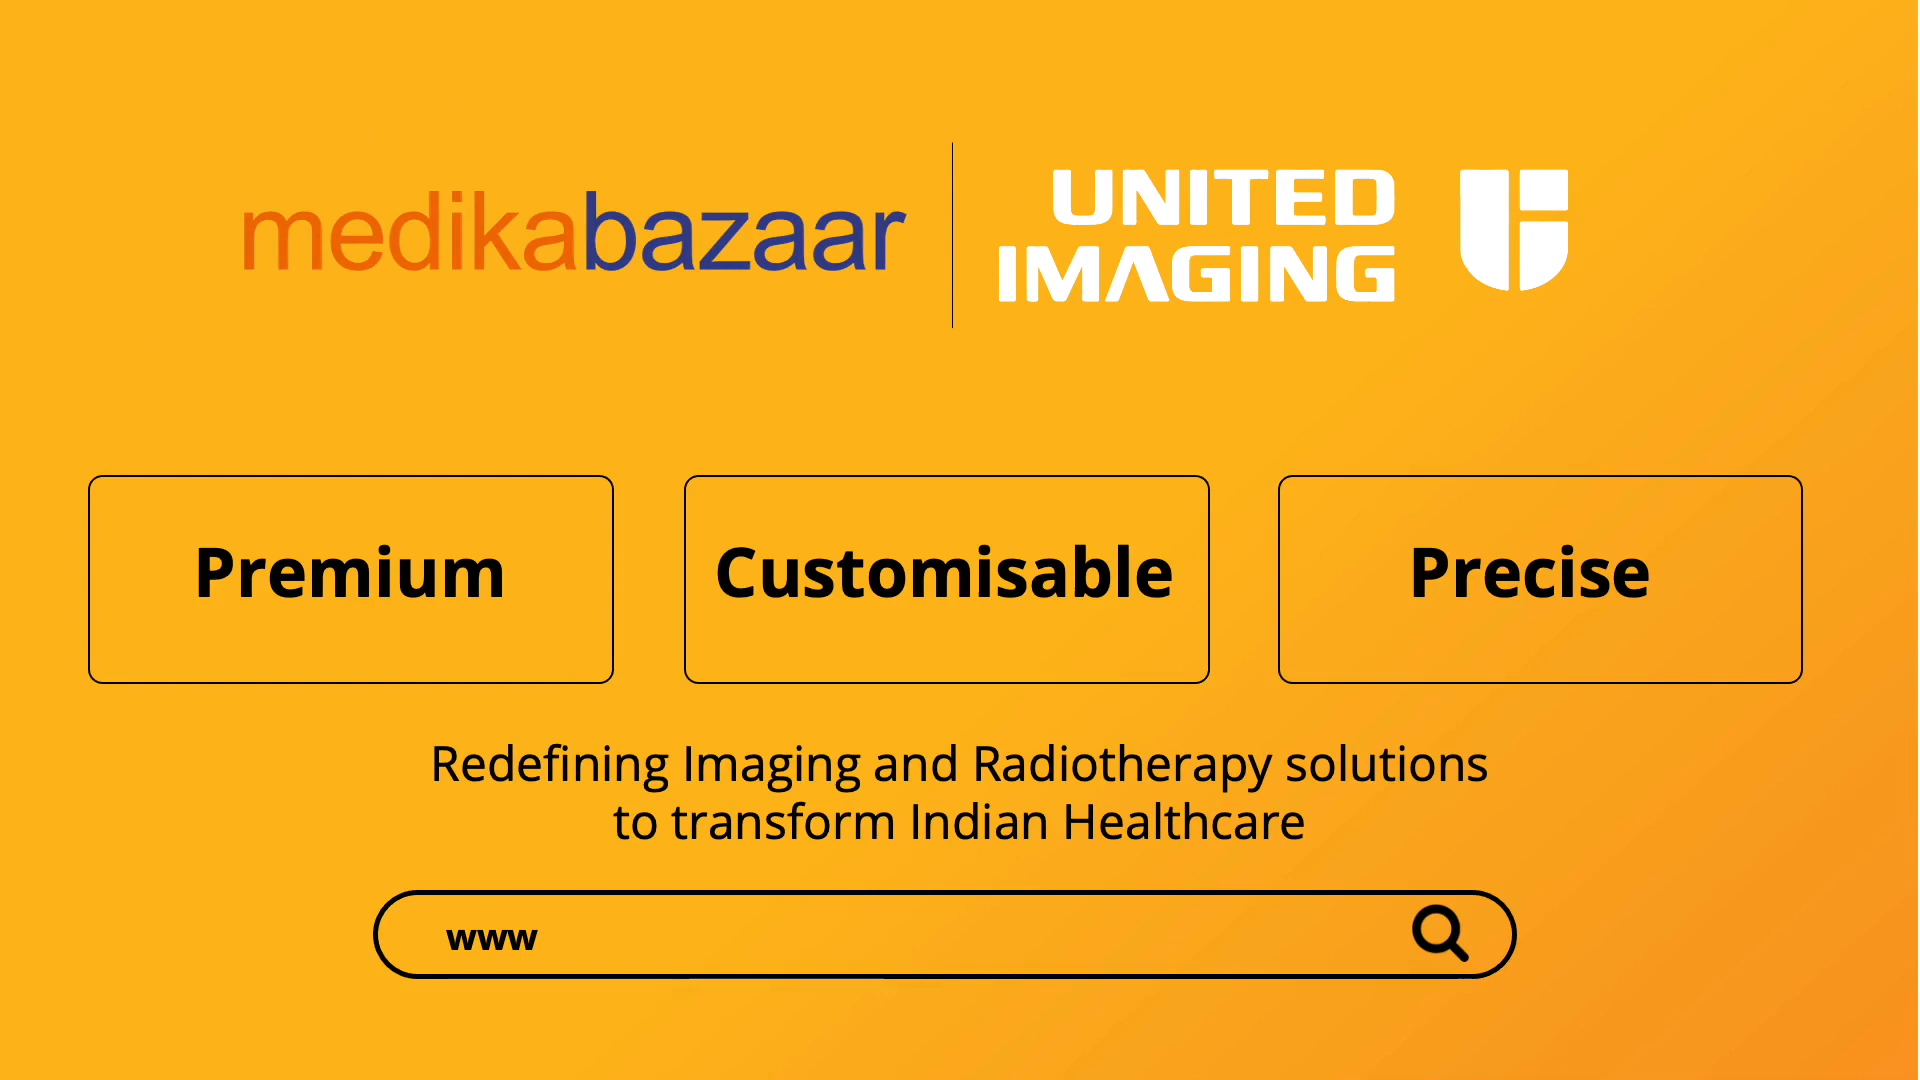 medikabazaar
UNITED
IMAGING
Premium
Customisable
Precise
Redefining Imaging and Radiotherapy solutions
to transform Indian Healthcare
www